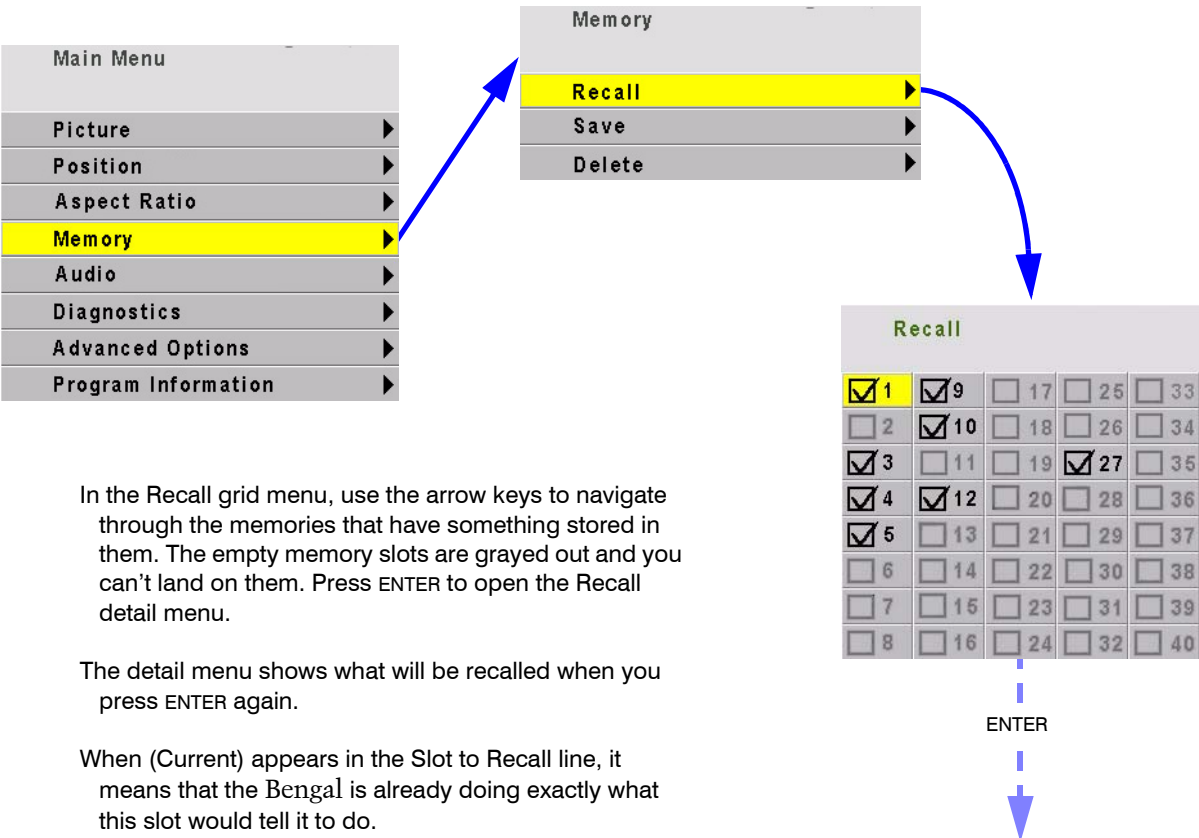 Main Menu
Picture
Position
Aspect Ratio
Memory
Audio
Diagnostics
Advanced Options
Program Information
Memory
Recall
Save
Delete
Recall
1 9 17 25 33
2 10 18 26 34
3 11 19 27 35
4 12 20 28 36
5 13 21 29 37
6 14 22 30 38
7 15 23 31 39
8 16 24 32 40
ENTER
In the Recall grid menu, use the arrow keys to navigate
through the memories that have something stored in
them. The empty memory slots are grayed out and you
can't land on them. Press ENTER to open the Recall
detail menu.
The detail menu shows what will be recalled when you
press ENTER again.
When (Current) appears in the Slot to Recall line, it
means that the Bengal is already doing exactly what
this slot would tell it to do.